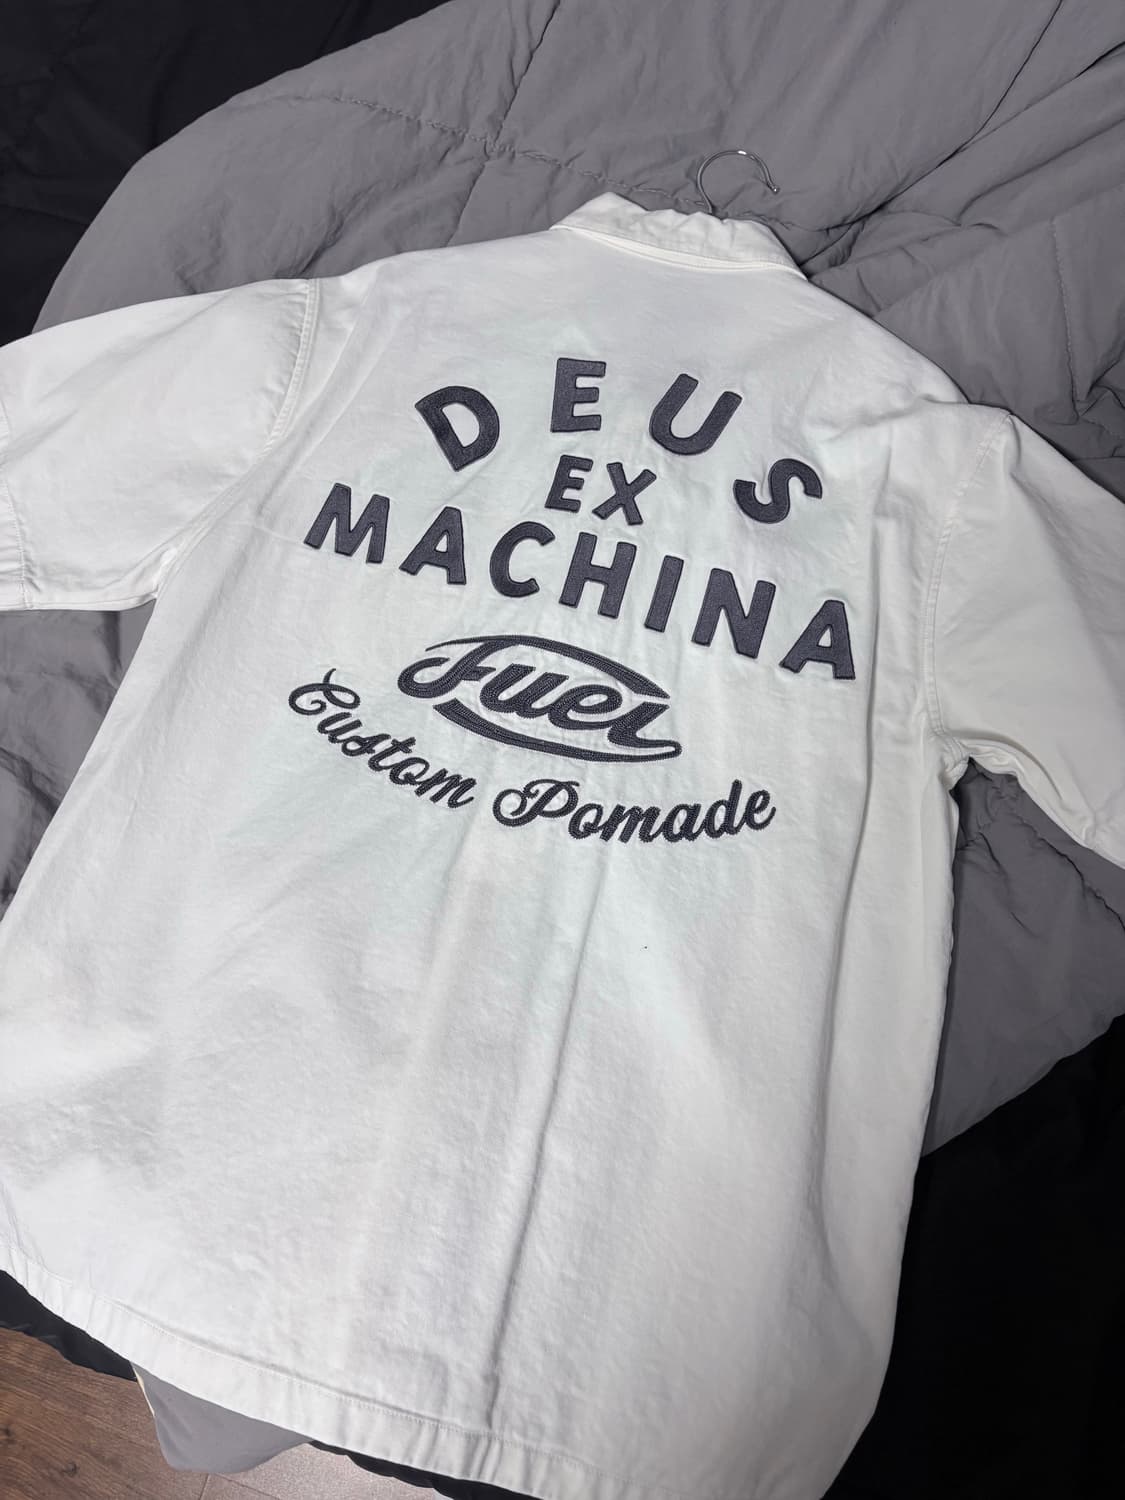 DEUS
EX
MACHINA
Fuel
Custom Pomade